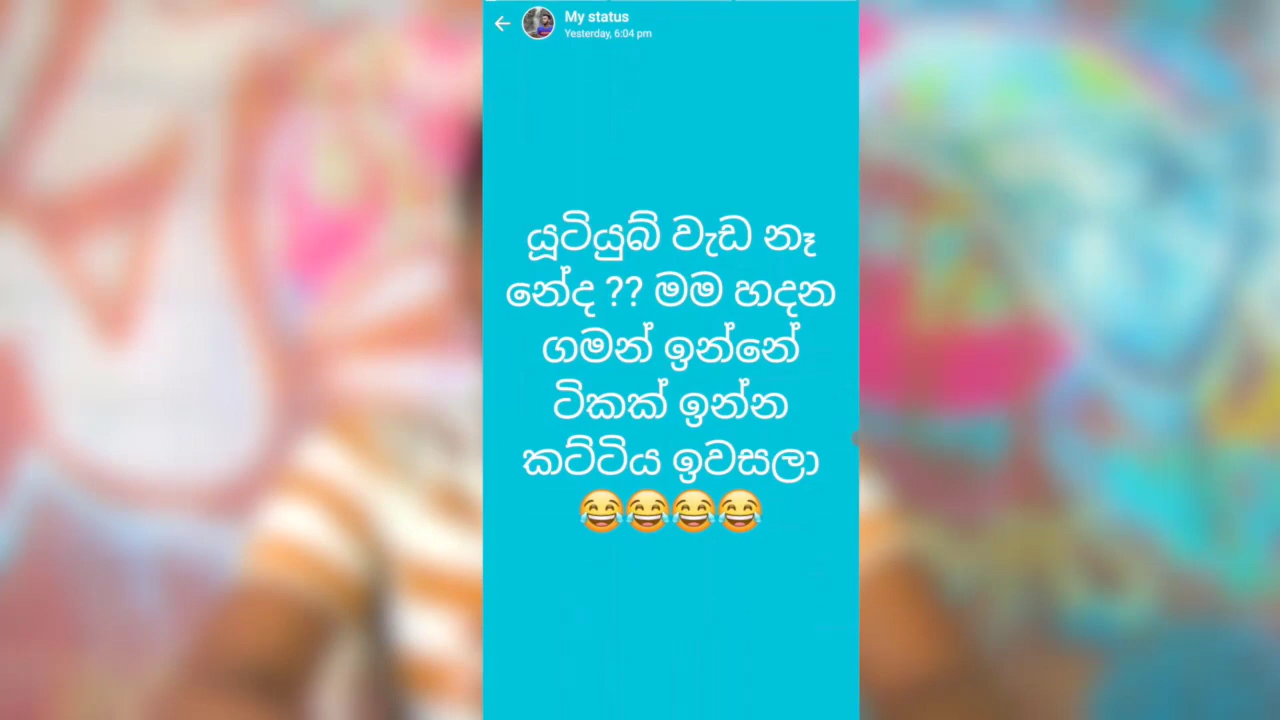 My status
Yesterday, 6:04 pm
යූටියුබ් වැඩ නෑ
නේද ?? මම හදන
ගමන් ඉන්නේ
ටිකක් ඉන්න
කට්ටිය ඉවසලා
😂😂😂😂